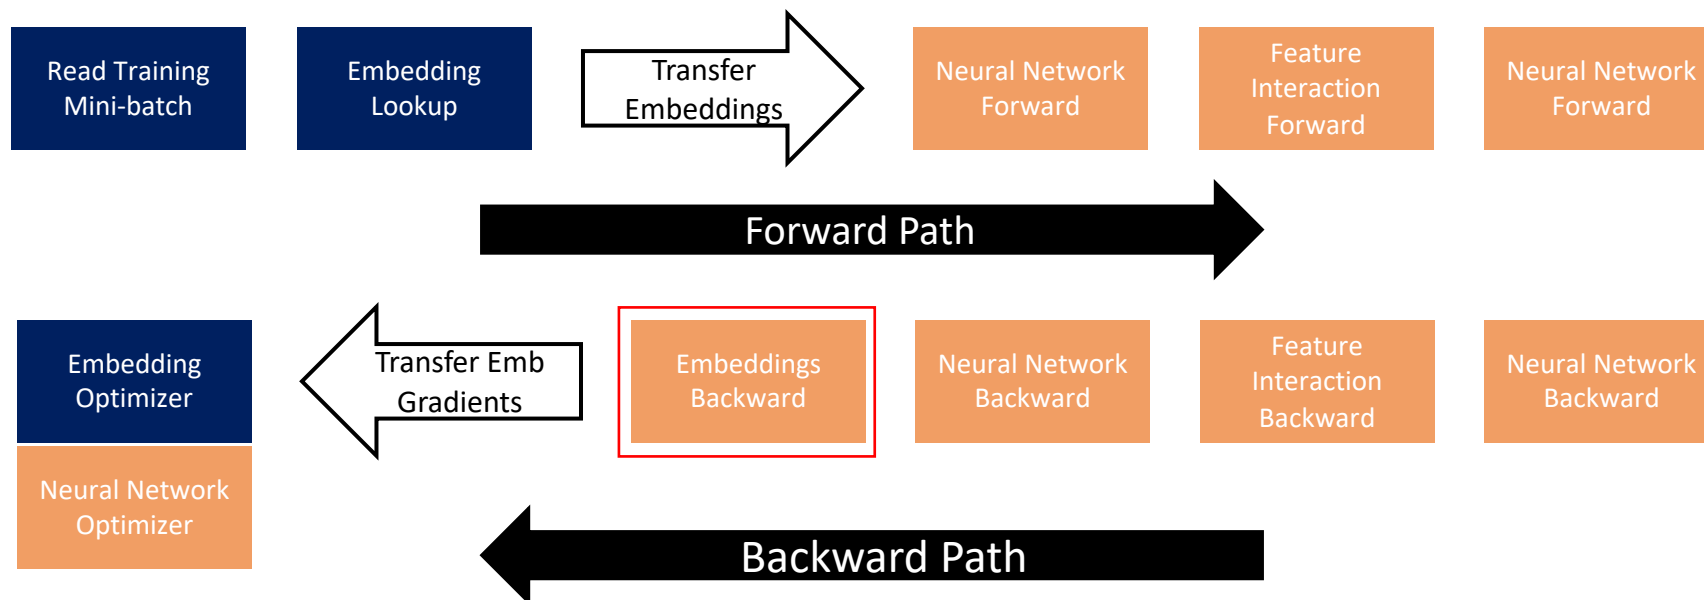 Read Training
Mini-batch
Embedding
Lookup
Transfer
Embeddings
Neural Network
Forward
Feature
Interaction
Forward
Neural Network
Forward
Forward Path
Embedding
Optimizer
Neural Network
Optimizer
Transfer Emb
Gradients
Embeddings
Backward
Neural Network
Backward
Feature
Interaction
Backward
Neural Network
Backward
Backward Path